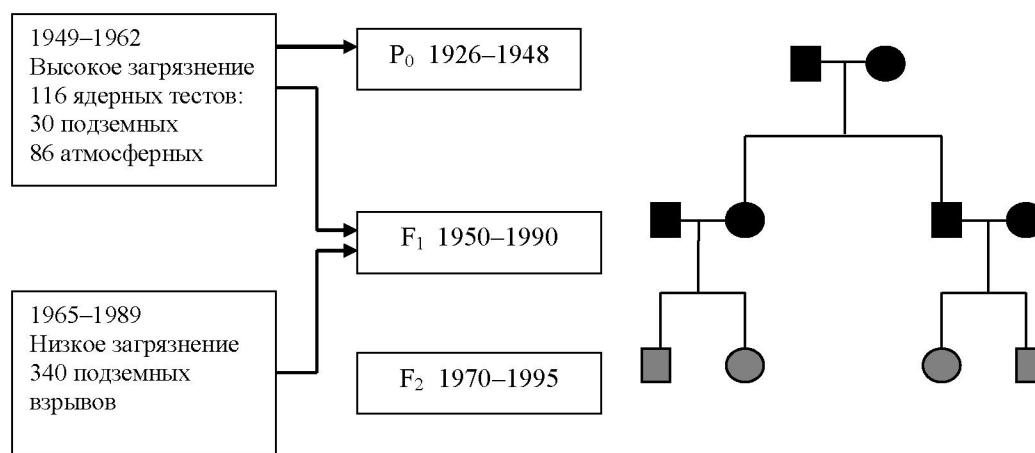 1949–1962
Высокое загрязнение
116 ядерных тестов:
30 подземных
86 атмосферных
P0 1926–1948
F1 1950–1990
1965–1989
Низкое загрязнение
340 подземных
взрывов
F2 1970–1995